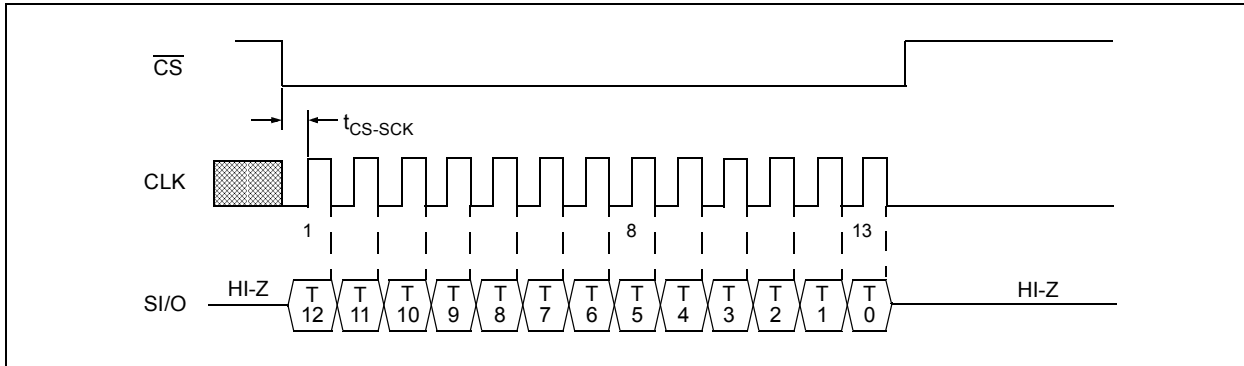 CS
tCS-SCK
CLK
1 8 13
SI/O HI-Z T T T T T T T T T T T T T HI-Z
12 11 10 9 8 7 6 5 4 3 2 1 0